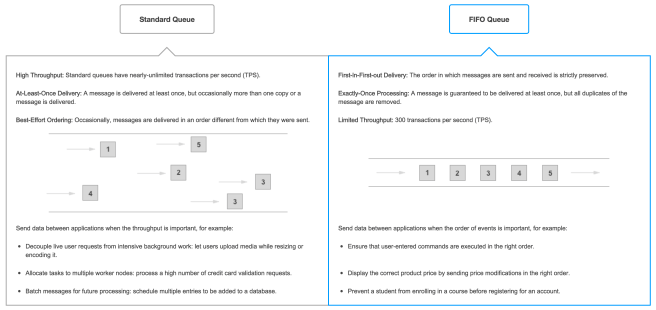 Standard Queue
High Throughput: Standard queues have nearly-unlimited transactions per second (TPS).
At-Least-Once Delivery: A message is delivered at least once, but occasionally more than one copy or a
message is delivered.
Best-Effort Ordering: Occasionally, messages are delivered in an order different from which they were sent.
1
5
2
3
4
3
Send data between applications when the throughput is important, for example:
• Decouple live user requests from intensive background work: let users upload media while resizing or
encoding it.
• Allocate tasks to multiple worker nodes: process a high number of credit card validation requests.
• Batch messages for future processing: schedule multiple entries to be added to a database.
FIFO Queue
First-In-First-out Delivery: The order in which messages are sent and received is strictly preserved.
Exactly-Once Processing: A message is guaranteed to be delivered at least once, but all duplicates of the
message are removed.
Limited Throughput: 300 transactions per second (TPS).
1 2 3 4 5
Send data between applications when the order of events is important, for example:
• Ensure that user-entered commands are executed in the right order.
• Display the correct product price by sending price modifications in the right order.
• Prevent a student from enrolling in a course before registering for an account.